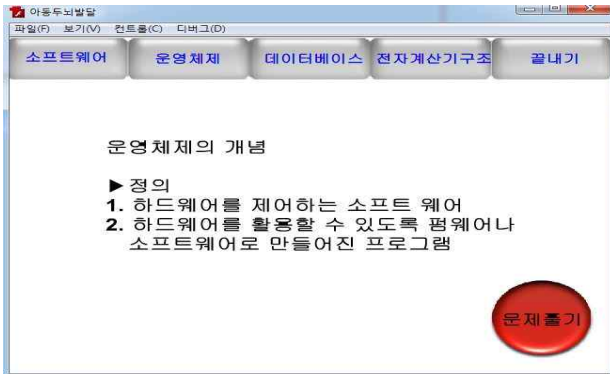 아동두뇌발달
파일(F) 보기(V) 컨트롤(C) 디버그(D)
소프트웨어 운영체제 데이터베이스 전자계산기구조 끝내기
운영체제의 개념
▶정의
1. 하드웨어를 제어하는 소프트 웨어
2. 하드웨어를 활용할 수 있도록 펌웨어나
소프트웨어로 만들어진 프로그램
문제풀기